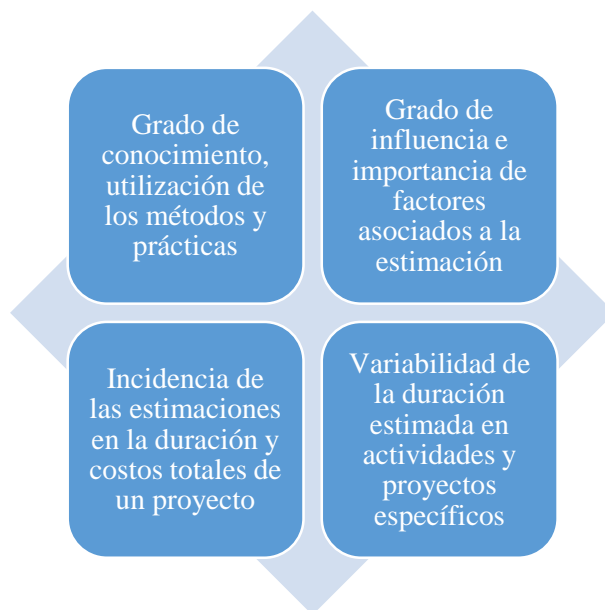 Grado de
conocimiento,
utilización de
los métodos y
prácticas
Grado de
influencia e
importancia de
factores
asociados a la
estimación
Incidencia de
las estimaciones
en la duración y
costos totales de
un proyecto
Variabilidad de
la duración
estimada en
actividades y
proyectos
específicos